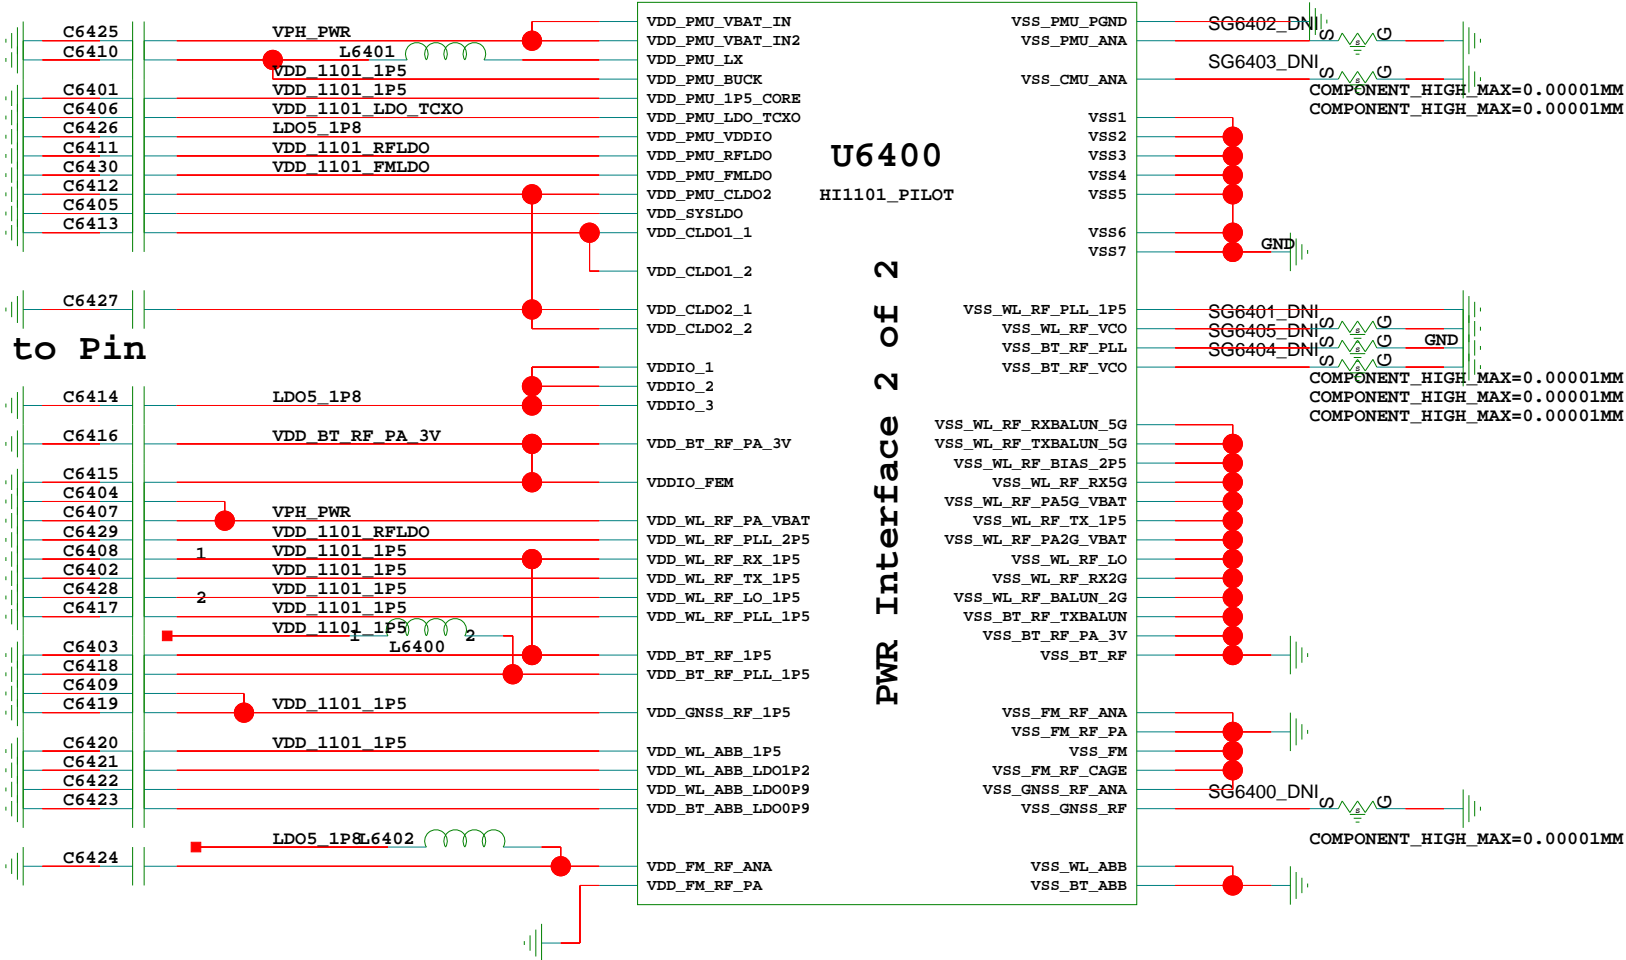 C6425
VPH_PWR
C6410
L6401
VDD_1101_1P5
C6401
VDD_1101_1P5
C6406
VDD_1101_LDO_TCXO
C6426
LDO5_1P8
C6411
VDD_1101_RFLDO
C6430
VDD_1101_FMLDO
C6412
C6405
C6413
C6427
to Pin
C6414
LDO5_1P8
C6416
VDD_BT_RF_PA_3V
C6415
C6404
C6407
VPH_PWR
C6429
VDD_1101_RFLDO
C6408
1
VDD_1101_1P5
C6402
VDD_1101_1P5
C6428
2
VDD_1101_1P5
C6417
VDD_1101_1P5
VDD_1101_1P5
1
2
L6400
C6403
C6418
C6409
C6419
VDD_1101_1P5
C6420
VDD_1101_1P5
C6421
C6422
C6423
LDO5_1P8
L6402
C6424
VDD_PMU_VBAT_IN
VDD_PMU_VBAT_IN2
VDD_PMU_LX
VDD_PMU_BUCK
VDD_PMU_1P5_CORE
VDD_PMU_LDO_TCXO
VDD_PMU_VDDIO
VDD_PMU_RFLDO
VDD_PMU_FMLDO
VDD_PMU_CLDO2
VDD_SYSLDO
VDD_CLDO1_1
VDD_CLDO1_2
VDD_CLDO2_1
VDD_CLDO2_2
VDDIO_1
VDDIO_2
VDDIO_3
VDD_BT_RF_PA_3V
VDDIO_FEM
VDD_WL_RF_PA_VBAT
VDD_WL_RF_PLL_2P5
VDD_WL_RF_RX_1P5
VDD_WL_RF_TX_1P5
VDD_WL_RF_LO_1P5
VDD_WL_RF_PLL_1P5
VDD_BT_RF_1P5
VDD_BT_RF_PLL_1P5
VDD_GNSS_RF_1P5
VDD_WL_ABB_1P5
VDD_WL_ABB_LDO1P2
VDD_WL_ABB_LDO0P9
VDD_BT_ABB_LDO0P9
VDD_FM_RF_ANA
VDD_FM_RF_PA
U6400
HI1101_PILOT
PWR Interface 2 of 2
VSS_PMU_PGND
VSS_PMU_ANA
VSS_CMU_ANA
VSS1
VSS2
VSS3
VSS4
VSS5
VSS6
VSS7
VSS_WL_RF_PLL_1P5
VSS_WL_RF_VCO
VSS_BT_RF_PLL
VSS_BT_RF_VCO
VSS_WL_RF_RXBALUN_5G
VSS_WL_RF_TXBALUN_5G
VSS_WL_RF_BIAS_2P5
VSS_WL_RF_RX5G
VSS_WL_RF_PA5G_VBAT
VSS_WL_RF_TX_1P5
VSS_WL_RF_PA2G_VBAT
VSS_WL_RF_LO
VSS_WL_RF_RX2G
VSS_WL_RF_BALUN_2G
VSS_BT_RF_TXBALUN
VSS_BT_RF_PA_3V
VSS_BT_RF
VSS_FM_RF_ANA
VSS_FM_RF_PA
VSS_FM
VSS_FM_RF_CAGE
VSS_GNSS_RF_ANA
VSS_GNSS_RF
VSS_WL_ABB
VSS_BT_ABB
SG6402_DNI
S
s
G
SG6403_DNI
S
s
G
COMPONENT_HIGH_MAX=0.00001MM
COMPONENT_HIGH_MAX=0.00001MM
GND
SG6401_DNI
S
s
G
SG6405_DNI
S
s
G
GND
SG6404_DNI
S
s
G
COMPONENT_HIGH_MAX=0.00001MM
COMPONENT_HIGH_MAX=0.00001MM
COMPONENT_HIGH_MAX=0.00001MM
SG6400_DNI
S
s
G
COMPONENT_HIGH_MAX=0.00001MM